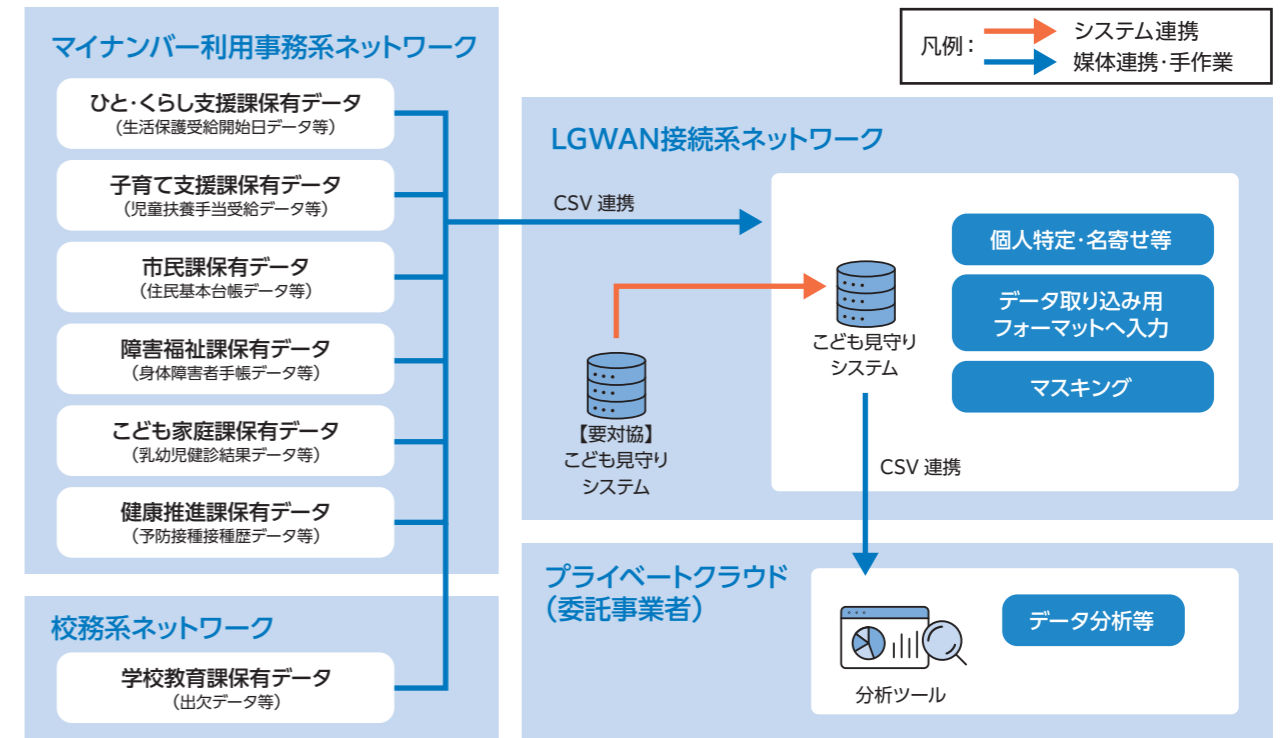 凡例：
システム連携
媒体連携・手作業
マイナンバー利用事務系ネットワーク
ひと・くらし支援課保有データ
（生活保護受給開始日データ等）
子育て支援課保有データ
（児童扶養手当受給データ等）
市民課保有データ
（住民基本台帳データ等）
障害福祉課保有データ
（身体障害者手帳データ等）
こども家庭課保有データ
（乳幼児健診結果データ等）
健康推進課保有データ
（予防接種接種歴データ等）
校務系ネットワーク
学校教育課保有データ
（出欠データ等）
LGWAN接続系ネットワーク
CSV 連携
【要対協】
こども見守り
システム
こども見守り
システム
個人特定・名寄せ等
データ取り込み用
フォーマットへ入力
マスキング
CSV 連携
プライベートクラウド
（委託事業者）
分析ツール
データ分析等